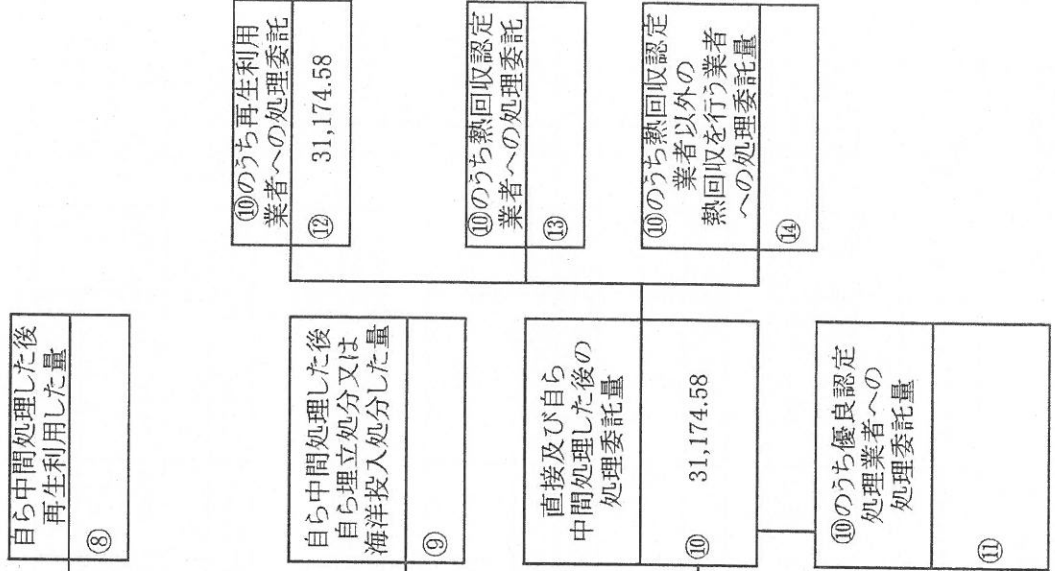 自ら中間処理した後
再生利用した量
⑧
自ら中間処理した後
自ら埋立処分又は
海洋投入処分した量
⑨
直接及び自ら
中間処理した後の
処理委託量
⑩ 31,174.58
⑩のうち優良認定
処理業者への
処理委託量
⑪
⑩のうち再生利用
業者への処理委託
⑫ 31,174.58
⑩のうち熱回収認定
業者への処理委託
⑬
⑩のうち熱回収認定
業者以外の
熱回収を行う業者
への処理委託量
⑭